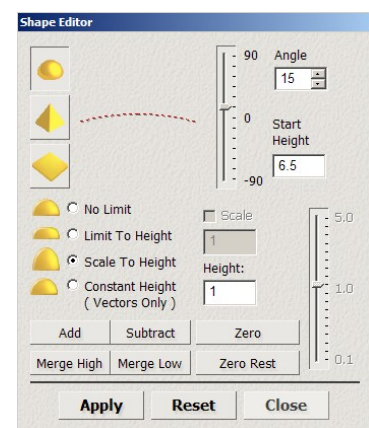 Shape Editor
90
Angle
15
0
Start
Height
6.5
-90
No Limit
Scale
5.0
Limit To Height
1
Scale To Height
Height:
Constant Height
( Vectors Only )
1
1.0
Add
Subtract
Zero
Merge High
Merge Low
Zero Rest
0.1
Apply
Reset
Close